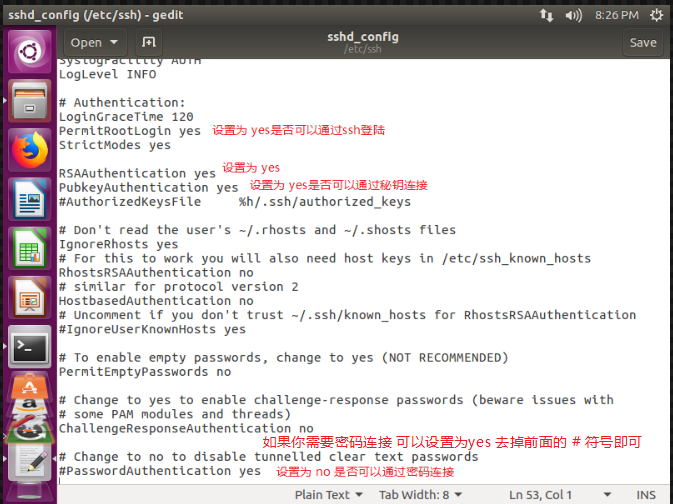 sshd_config (/etc/ssh) - gedit
8:26 PM
Open
sshd_config
/etc/ssh
Save
SyslogFacility AUTH
LogLevel INFO
# Authentication:
LoginGraceTime 120
PermitRootLogin yes 设置为 yes是否可以通过ssh登陆
StrictModes yes
RSAAuthentication yes 设置为 yes
PubkeyAuthentication yes 设置为 yes是否可以通过秘钥连接
#AuthorizedKeysFile %h/.ssh/authorized_keys
# Don't read the user's ~/.rhosts and ~/.shosts files
IgnoreRhosts yes
# For this to work you will also need host keys in /etc/ssh_known_hosts
RhostsRSAAuthentication no
# similar for protocol version 2
HostbasedAuthentication no
# Uncomment if you don't trust ~/.ssh/known_hosts for RhostsRSAAuthentication
#IgnoreUserKnownHosts yes
# To enable empty passwords, change to yes (NOT RECOMMENDED)
PermitEmptyPasswords no
# Change to yes to enable challenge-response passwords (beware issues with
# some PAM modules and threads)
ChallengeResponseAuthentication no
如果你需要密码连接 可以设置为yes 去掉前面的 # 符号即可
# Change to no to disable tunnelled clear text passwords
#PasswordAuthentication yes 设置为 no 是否可以通过密码连接
Plain Text Tab Width: 8 Ln 53, Col 1 INS